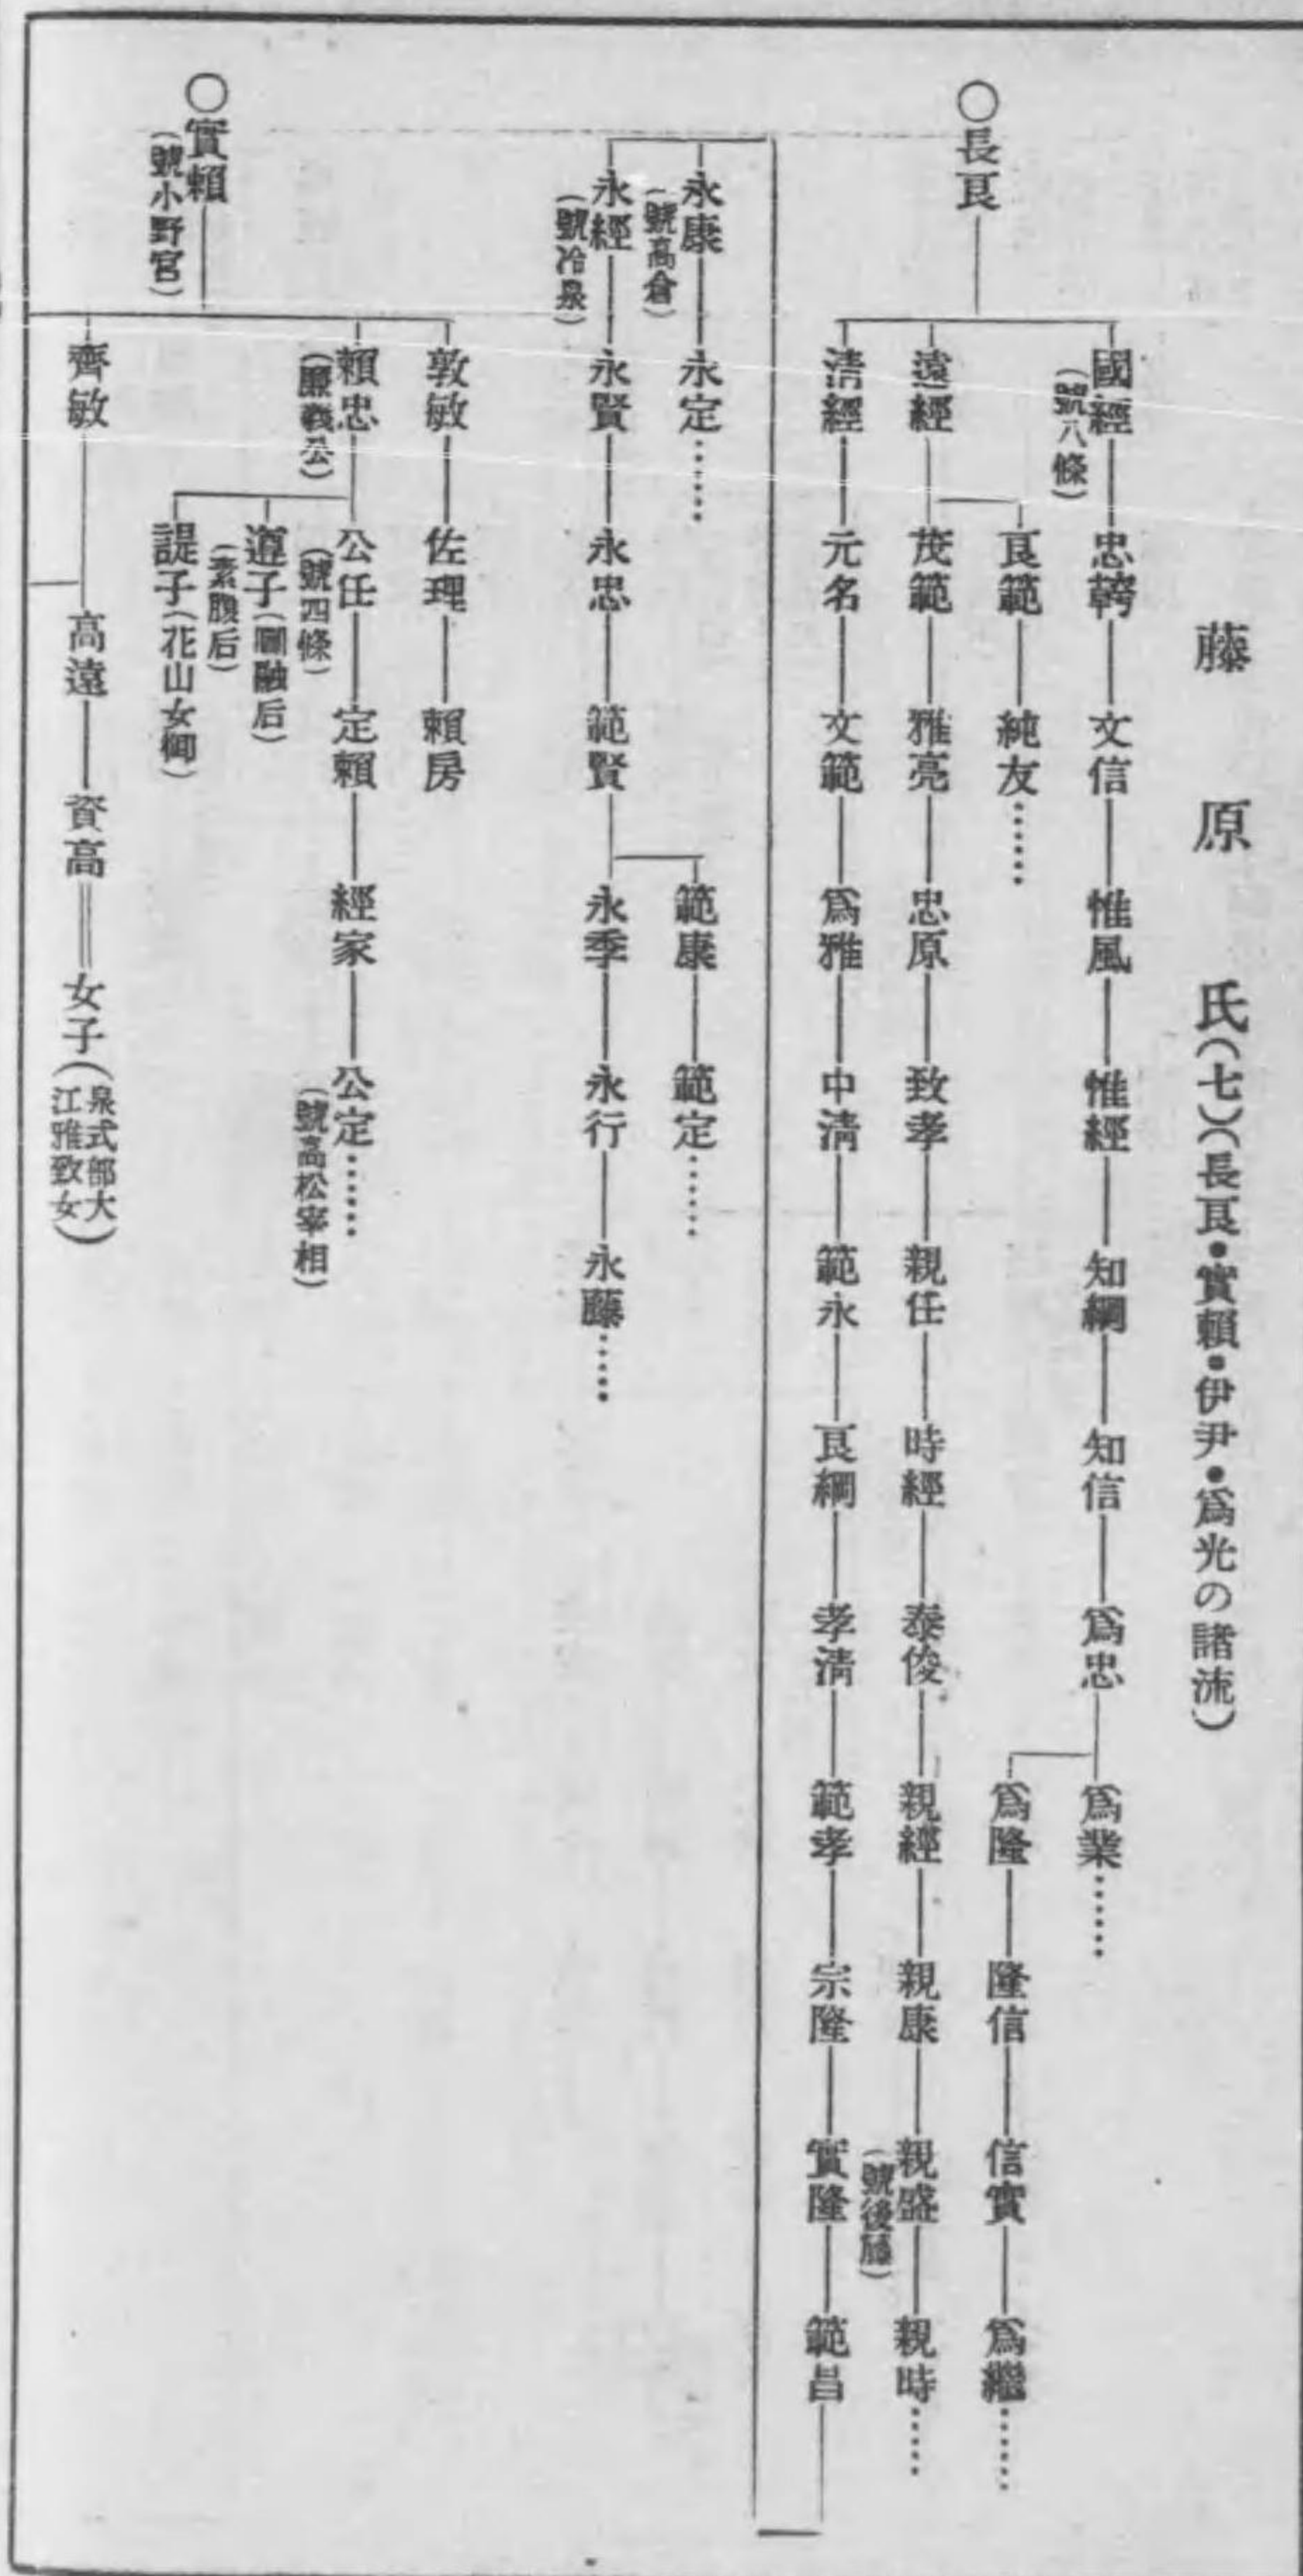 藤原氏(七)(長良・實頼・伊尹・爲光の諸流)
○長良
國經―忠幹―文信―惟風―惟經―知綱―知信―爲忠―爲業……
(號八條)
良範―純友……
爲隆―隆信―信實―爲繼……
遠經―茂範―雅亮―忠原―致孝―親任―時經―泰俊―親經―親康―親盛―親時……
(號後藤)
清經―元名―文範―爲雅―中清―範永―良綱―孝清―範孝―宗隆―實隆―範昌
永康―永定……
(號高倉)
範康―範定……
永經―永賢―永忠―範賢―永季―永行―永藤……
(號冷泉)
○實頼
(號小野宮)
敦敏―佐理―頼房
頼忠―公任―定頼―經家―公定……
(廉義公)
(號四條)
(號高松宰相)
遵子(圓融后)
(素腹后)
諟子(花山女御)
齊敏―高遠―資高＝女子(泉式部大
江雅致女)